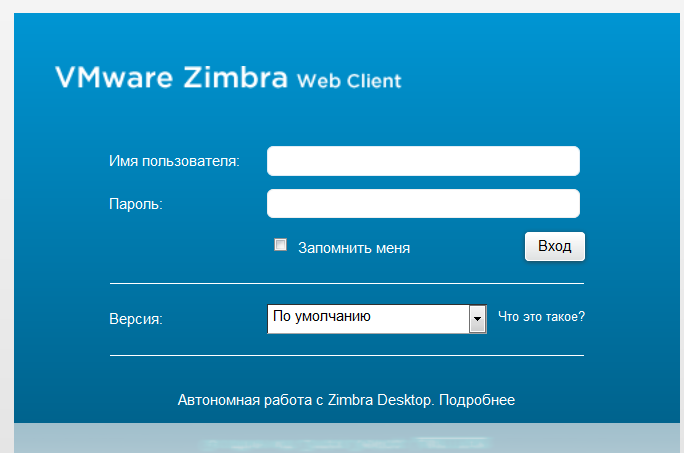 VMware Zimbra Web Client
Имя пользователя:
Пароль:
Запомнить меня Вход
Версия: По умолчанию Что это такое?
Автономная работа с Zimbra Desktop. Подробнее